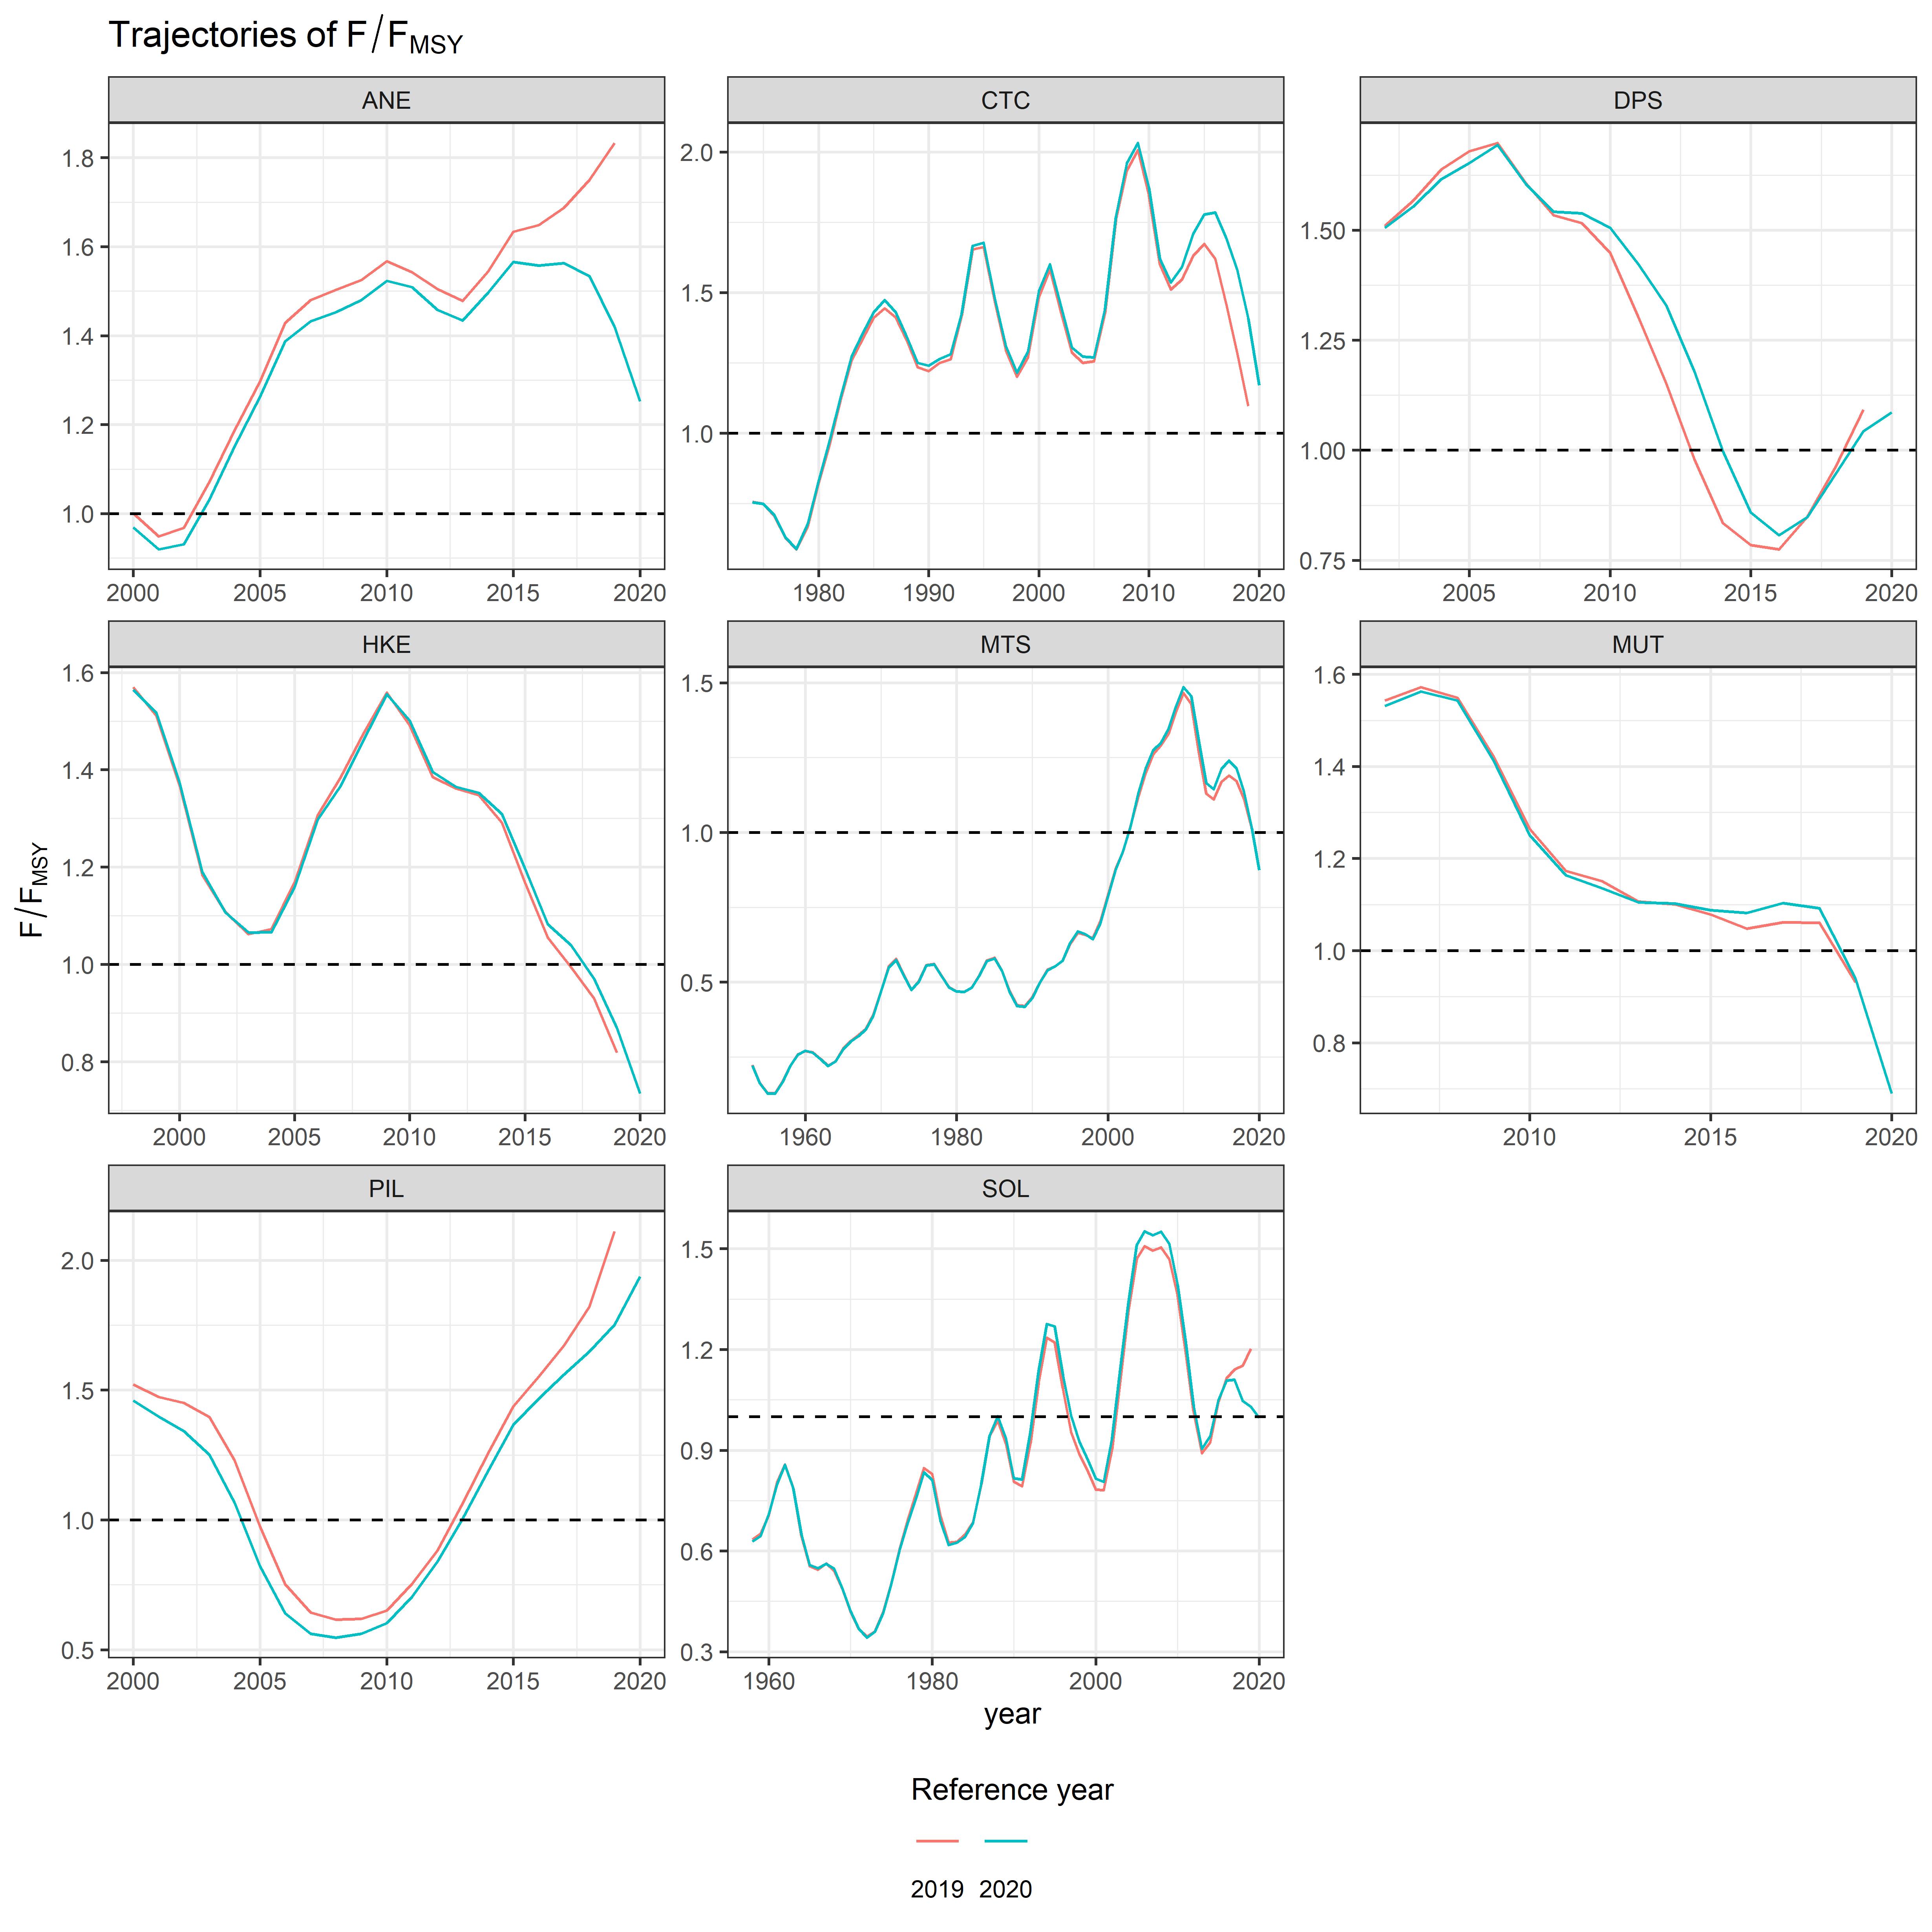 Trajectories of F/FMSY
ANE CTC DPS
1.8
1.6
1.4
1.2
1.0
2000 2005 2010 2015 2020
2.0
1.5
1.0
1980 1990 2000 2010 2020
1.50
1.25
1.00
0.75
2005 2010 2015 2020
HKE MTS MUT
F/FMSY
1.6
1.4
1.2
1.0
0.8
2000 2005 2010 2015 2020
1.5
1.0
0.5
1960 1980 2000 2020
1.6
1.4
1.2
1.0
0.8
2010 2015 2020
PIL SOL
2.0
1.5
1.0
0.5
2000 2005 2010 2015 2020
1.5
1.2
0.9
0.6
0.3
1960 1980 2000 2020
year
Reference year
2019 2020